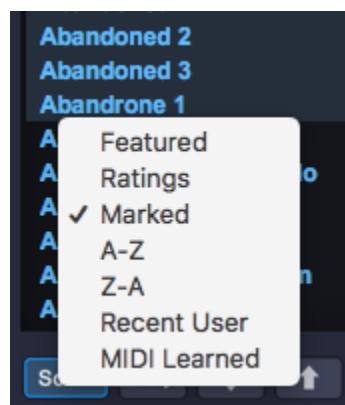 Abandoned 2
Abandoned 3
Abandrone 1
Featured
Ratings
Marked
A-Z
Z-A
Recent User
MIDI Learned